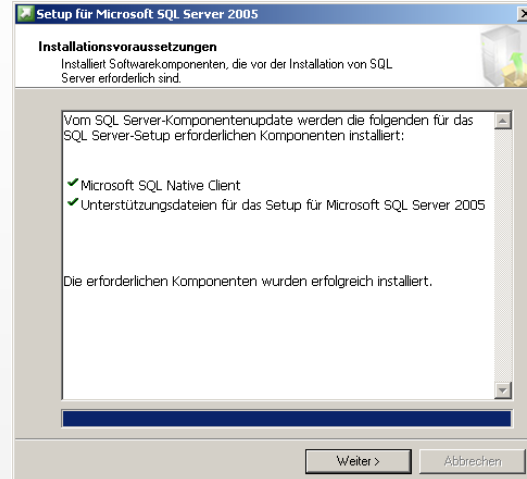 Setup für Microsoft SQL Server 2005
Installationsvoraussetzungen
Installiert Softwarekomponenten, die vor der Installation von SQL
Server erforderlich sind.
Vom SQL Server-Komponentenupdate werden die folgenden für das
SQL Server-Setup erforderlichen Komponenten installiert:
Microsoft SQL Native Client
Unterstützungsdateien für das Setup für Microsoft SQL Server 2005
Die erforderlichen Komponenten wurden erfolgreich installiert.
Weiter >
Abbrechen